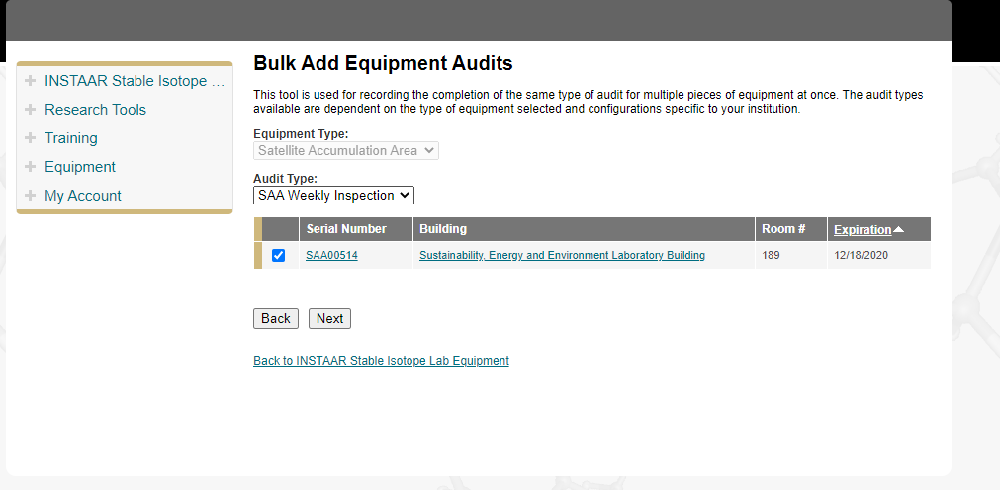 INSTAAR Stable Isotope ...
Research Tools
Training
Equipment
My Account
Bulk Add Equipment Audits
This tool is used for recording the completion of the same type of audit for multiple pieces of equipment at once. The audit types
available are dependent on the type of equipment selected and configurations specific to your institution.
Equipment Type:
Satellite Accumulation Area
Audit Type:
SAA Weekly Inspection
Serial Number Building Room # Expiration
SAA00514 Sustainability, Energy and Environment Laboratory Building 189 12/18/2020
Back Next
Back to INSTAAR Stable Isotope Lab Equipment